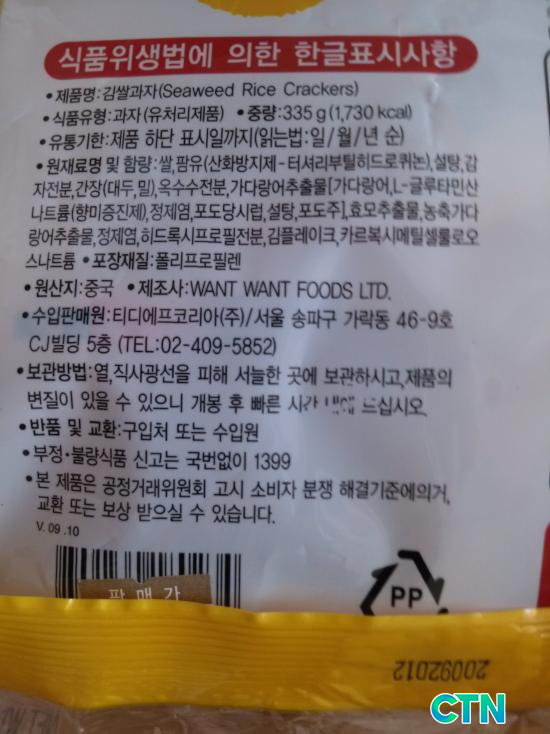 식품위생법에 의한 한글표시사항
•제품명:김쌀과자(Seaweed Rice Crackers)
•식품유형:과자(유처리제품) •중량:335g(1,730 kcal)
•유통기한:제품 하단 표시일까지(읽는법:일/월/년 순)
•원재료명 및 함량:쌀,팜유(산화방지제-터셔리부틸히드로퀴논),설탕,감
자전분,간장(대두,밀),옥수수전분,가다랑어추출물[가다랑어,L-글루타민산
나트륨(향미증진제),정제염,포도당시럽,설탕,포도주],효모추출물,농축가다
랑어추출물,정제염,히드록시프로필전분,김플레이크,카르복시메틸셀룰로오
스나트륨 •포장재질:폴리프로필렌
•원산지:중국 •제조사:WANT WANT FOODS LTD.
•수입판매원:티디에프코리아(주)/서울 송파구 가락동 46-9호
CJ빌딩 5층 (TEL:02-409-5852)
•보관방법:열,직사광선을 피해 서늘한 곳에 보관하시고,제품의
변질이 있을 수 있으니 개봉 후 빠른 시간 내에 드십시오.
•반품 및 교환:구입처 또는 수입원
•부정•불량식품 신고는 국번없이 1399
•본 제품은 공정거래위원회 고시 소비자 분쟁 해결기준에의거,
교환 또는 보상 받으실 수 있습니다.
V. 09 .10
판매가
PP
20092012
CTN